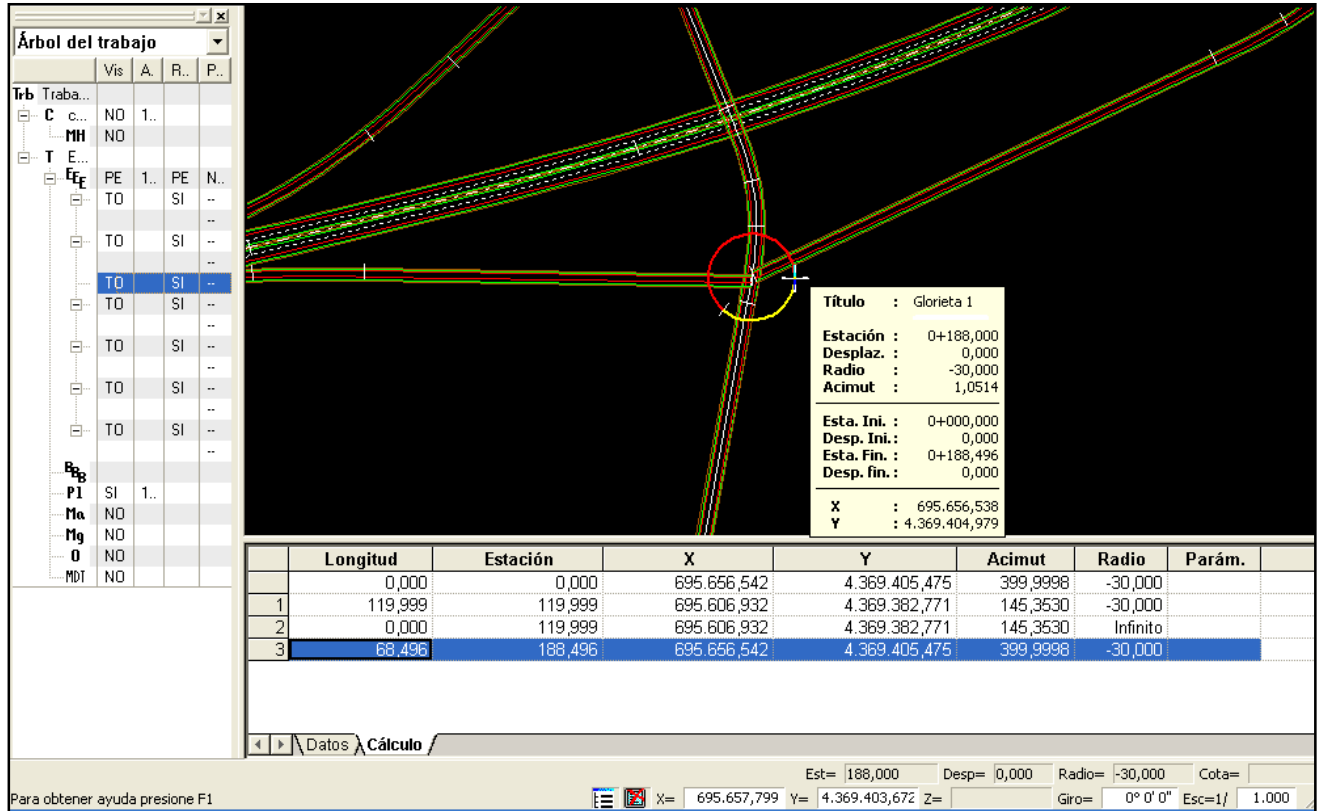 Árbol del trabajo
Vis A. R.. P..
Trb Traba...
C c... NO 1..
MH NO
T E...
EEE PE 1.. PE N..
TO SI --
--
TO SI --
--
TO SI --
TO SI --
--
TO SI --
--
TO SI --
--
TO SI --
--
BBB
Pl SI 1..
Ma NO
Mg NO
O NO
MDT NO
Título : Glorieta 1
Estación : 0+188,000
Desplaz. : 0,000
Radio : -30,000
Acimut : 1,0514
Esta. Ini. : 0+000,000
Desp. Ini.: 0,000
Esta. Fin. : 0+188,496
Desp. fin.: 0,000
X : 695.656,538
Y : 4.369.404,979
Longitud Estación X Y Acimut Radio Parám.
0,000 0,000 695.656,542 4.369.405,475 399,9998 -30,000
1 119,999 119,999 695.606,932 4.369.382,771 145,3530 -30,000
2 0,000 119,999 695.606,932 4.369.382,771 145,3530 Infinito
3 68,496 188,496 695.656,542 4.369.405,475 399,9998 -30,000
Datos Cálculo
Est= 188,000 Desp= 0,000 Radio= -30,000 Cota=
Para obtener ayuda presione F1 X= 695.657,799 Y= 4.369.403,672 Z= Giro= 0° 0' 0" Esc=1/ 1.000